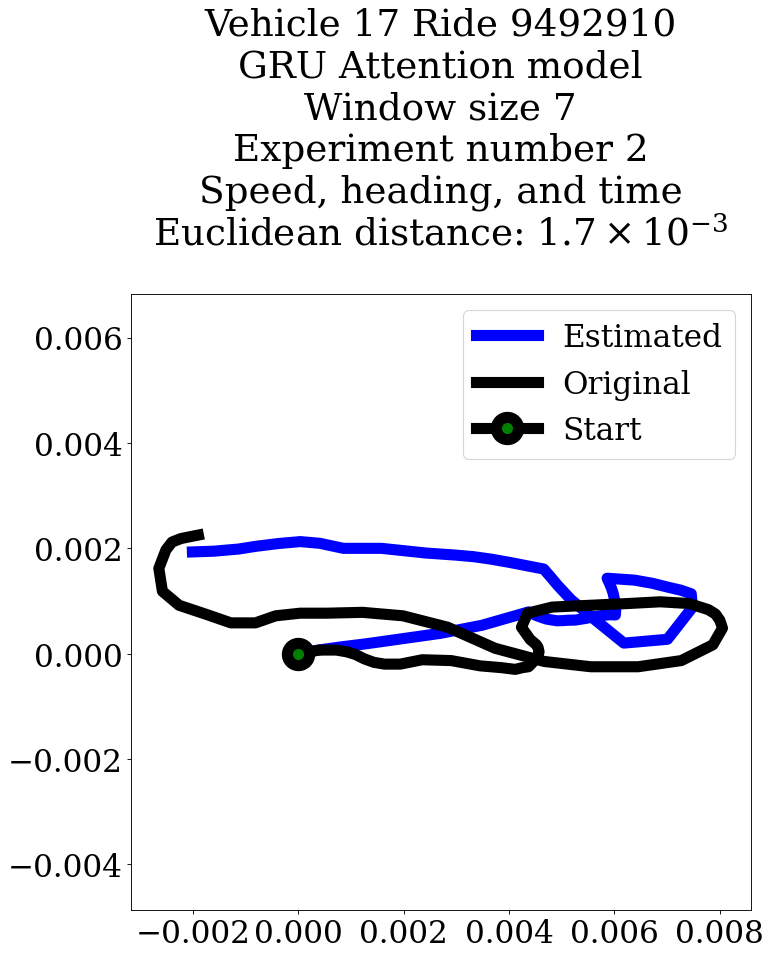 Vehicle 17 Ride 9492910
GRU Attention model
Window size 7
Experiment number 2
Speed, heading, and time
Euclidean distance: 1.7 × 10⁻³
Estimated
Original
Start
0.006
0.004
0.002
0.000
−0.002
−0.004
−0.002 0.000 0.002 0.004 0.006 0.008